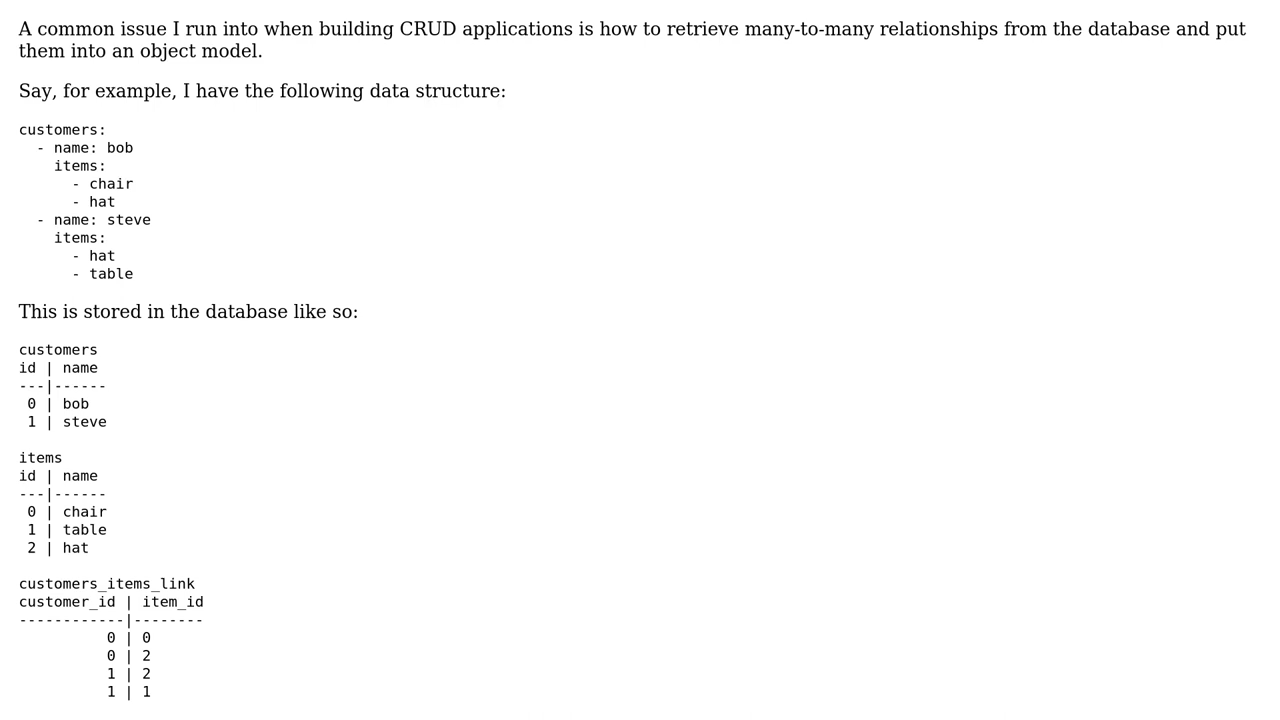 A common issue I run into when building CRUD applications is how to retrieve many-to-many relationships from the database and put
them into an object model.
Say, for example, I have the following data structure:
customers:
  - name: bob
    items:
      - chair
      - hat
  - name: steve
    items:
      - hat
      - table
This is stored in the database like so:
customers
id | name
---|------
 0 | bob
 1 | steve
items
id | name
---|------
 0 | chair
 1 | table
 2 | hat
customers_items_link
customer_id | item_id
------------|--------
          0 | 0
          0 | 2
          1 | 2
          1 | 1